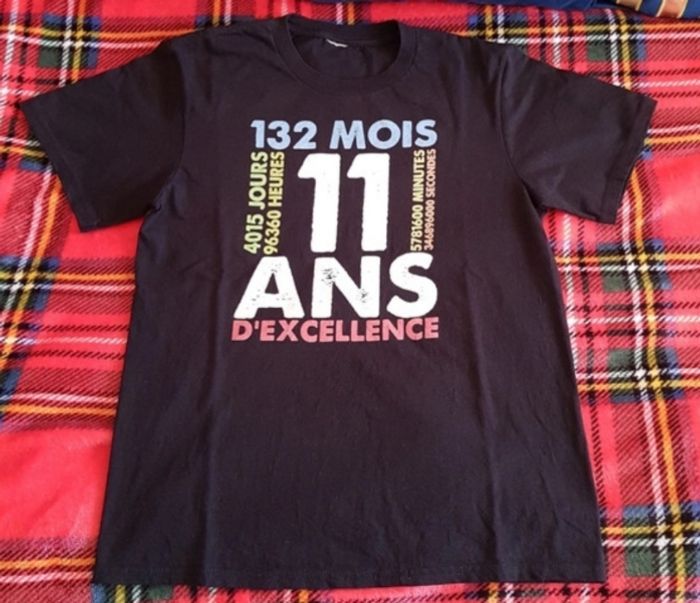 132 MOIS
4015 JOURS
96360 HEURES
11
5781600 MINUTES
346896000 SECONDES
ANS
D'EXCELLENCE